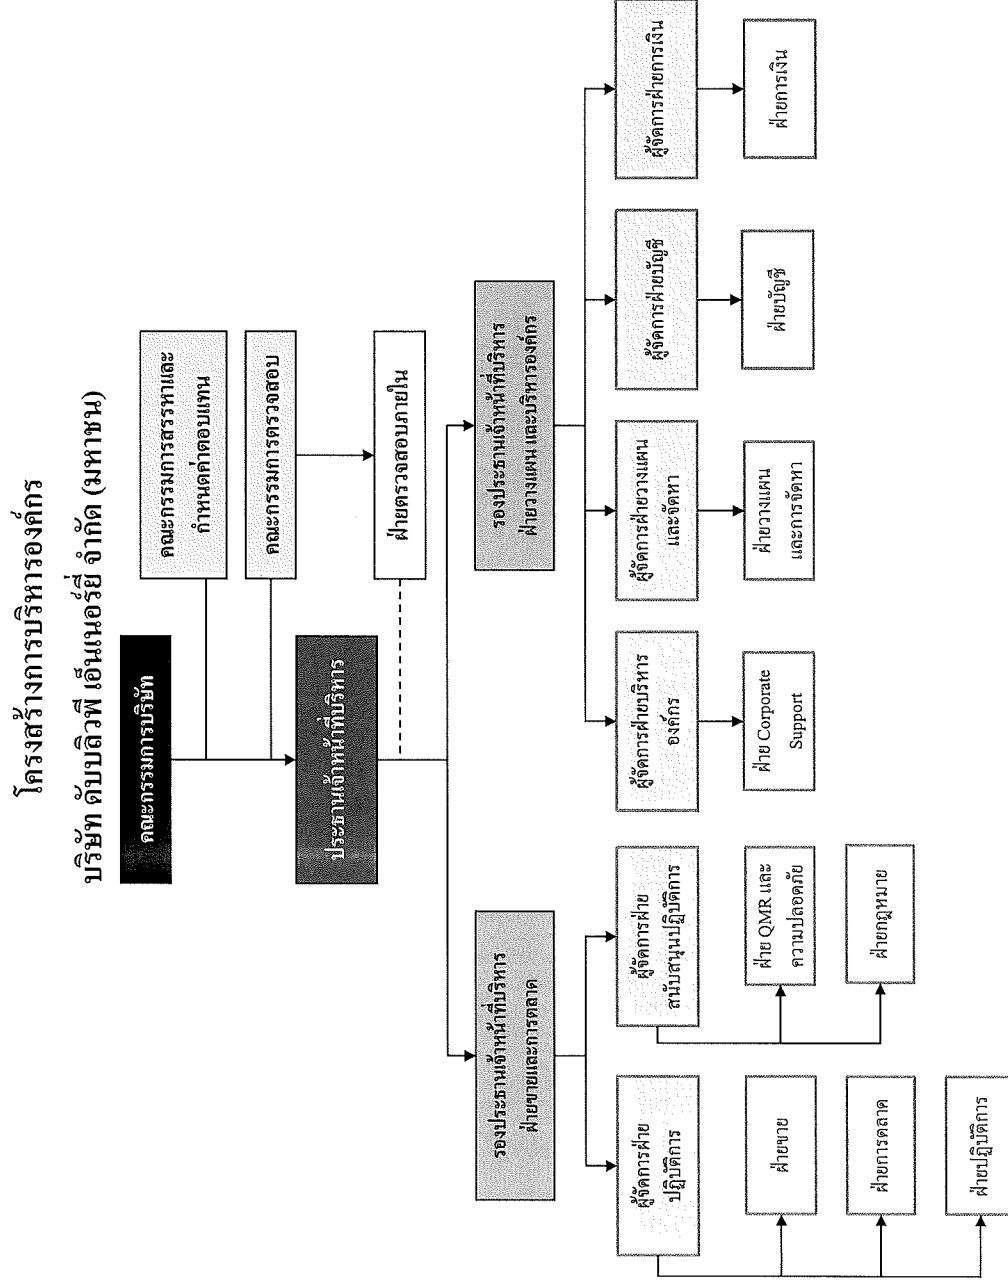 โครงสร้างการบริหารองค์กร
บริษัท ดับบลิวพี เอ็นเนอร์ยี่ จำกัด (มหาชน)
คณะกรรมการบริษัท
คณะกรรมการสรรหาและ
กำหนดค่าตอบแทน
คณะกรรมการตรวจสอบ
ประธานเจ้าหน้าที่บริหาร
ฝ่ายตรวจสอบภายใน
รองประธานเจ้าหน้าที่บริหาร
ฝ่ายขายและการตลาด
รองประธานเจ้าหน้าที่บริหาร
ฝ่ายวางแผน และบริหารองค์กร
ผู้จัดการฝ่าย
ปฏิบัติการ
ผู้จัดการฝ่าย
สนับสนุนปฏิบัติการ
ผู้จัดการฝ่ายบริหาร
องค์กร
ผู้จัดการฝ่ายวางแผน
และจัดหา
ผู้จัดการฝ่ายบัญชี
ผู้จัดการฝ่ายการเงิน
ฝ่ายขาย
ฝ่าย QMR และ
ความปลอดภัย
ฝ่าย Corporate
Support
ฝ่ายวางแผน
และการจัดหา
ฝ่ายบัญชี
ฝ่ายการเงิน
ฝ่ายการตลาด
ฝ่ายกฎหมาย
ฝ่ายปฏิบัติการ